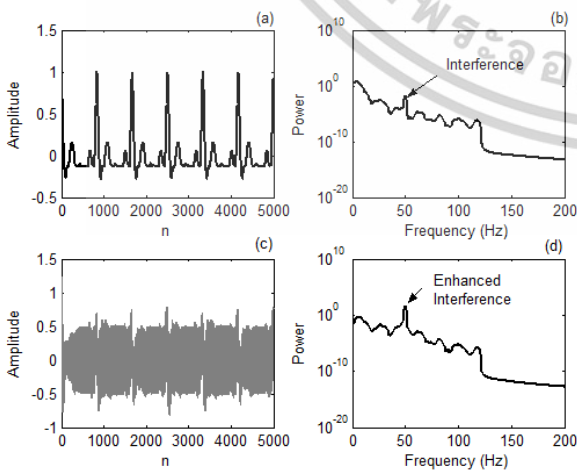 (a)
1.5
1
0.5
0
-0.5
Amplitude
0 1000 2000 3000 4000 5000
n
(b)
10^10
10^0
10^-10
10^-20
Power
Interference
0 50 100 150 200
Frequency (Hz)
(c)
1.5
1
0.5
0
-0.5
-1
Amplitude
0 1000 2000 3000 4000 5000
n
(d)
10^10
10^0
10^-10
10^-20
Power
Enhanced
Interference
0 50 100 150 200
Frequency (Hz)